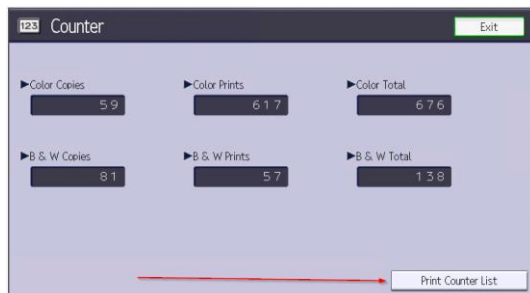 123 Counter
Exit
►Color Copies
►Color Prints
►Color Total
59
617
676
►B & W Copies
►B & W Prints
►B & W Total
81
57
138
Print Counter List